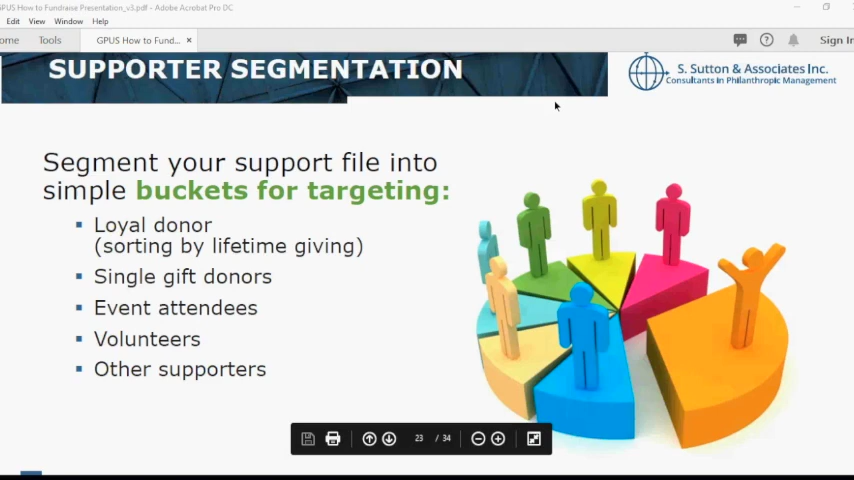 GPUS How to Fundraise Presentation_v3.pdf - Adobe Acrobat Pro DC
Edit View Window Help
ome Tools GPUS How to Fund... × Sign In
SUPPORTER SEGMENTATION
S. Sutton & Associates Inc.
Consultants in Philanthropic Management
Segment your support file into
simple buckets for targeting:
Loyal donor
(sorting by lifetime giving)
Single gift donors
Event attendees
Volunteers
Other supporters
23 / 34